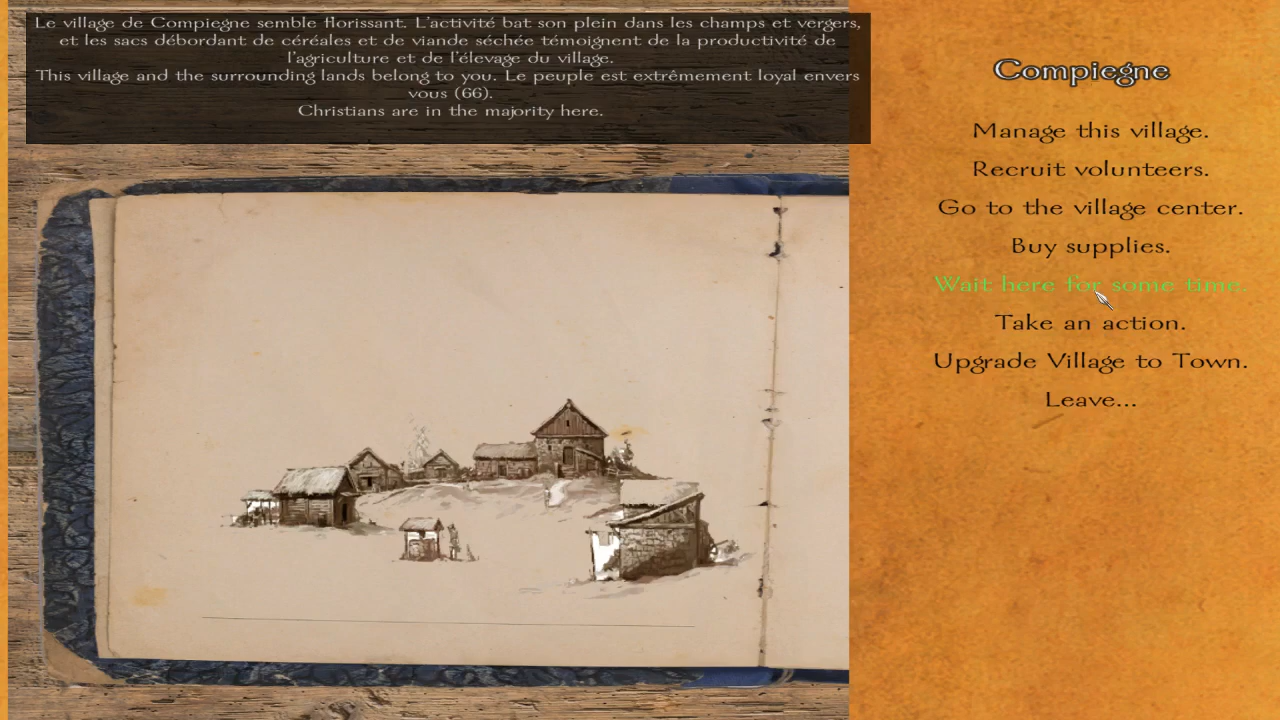 Le village de Compiegne semble florissant. L'activité bat son plein dans les champs et vergers,
et les sacs débordant de céréales et de viande séchée témoignent de la productivité de
l'agriculture et de l'élevage du village.
This village and the surrounding lands belong to you. Le peuple est extrêmement loyal envers
vous (66).
Christians are in the majority here.
Compiegne
Manage this village.
Recruit volunteers.
Go to the village center.
Buy supplies.
Wait here for some time.
Take an action.
Upgrade Village to Town.
Leave...